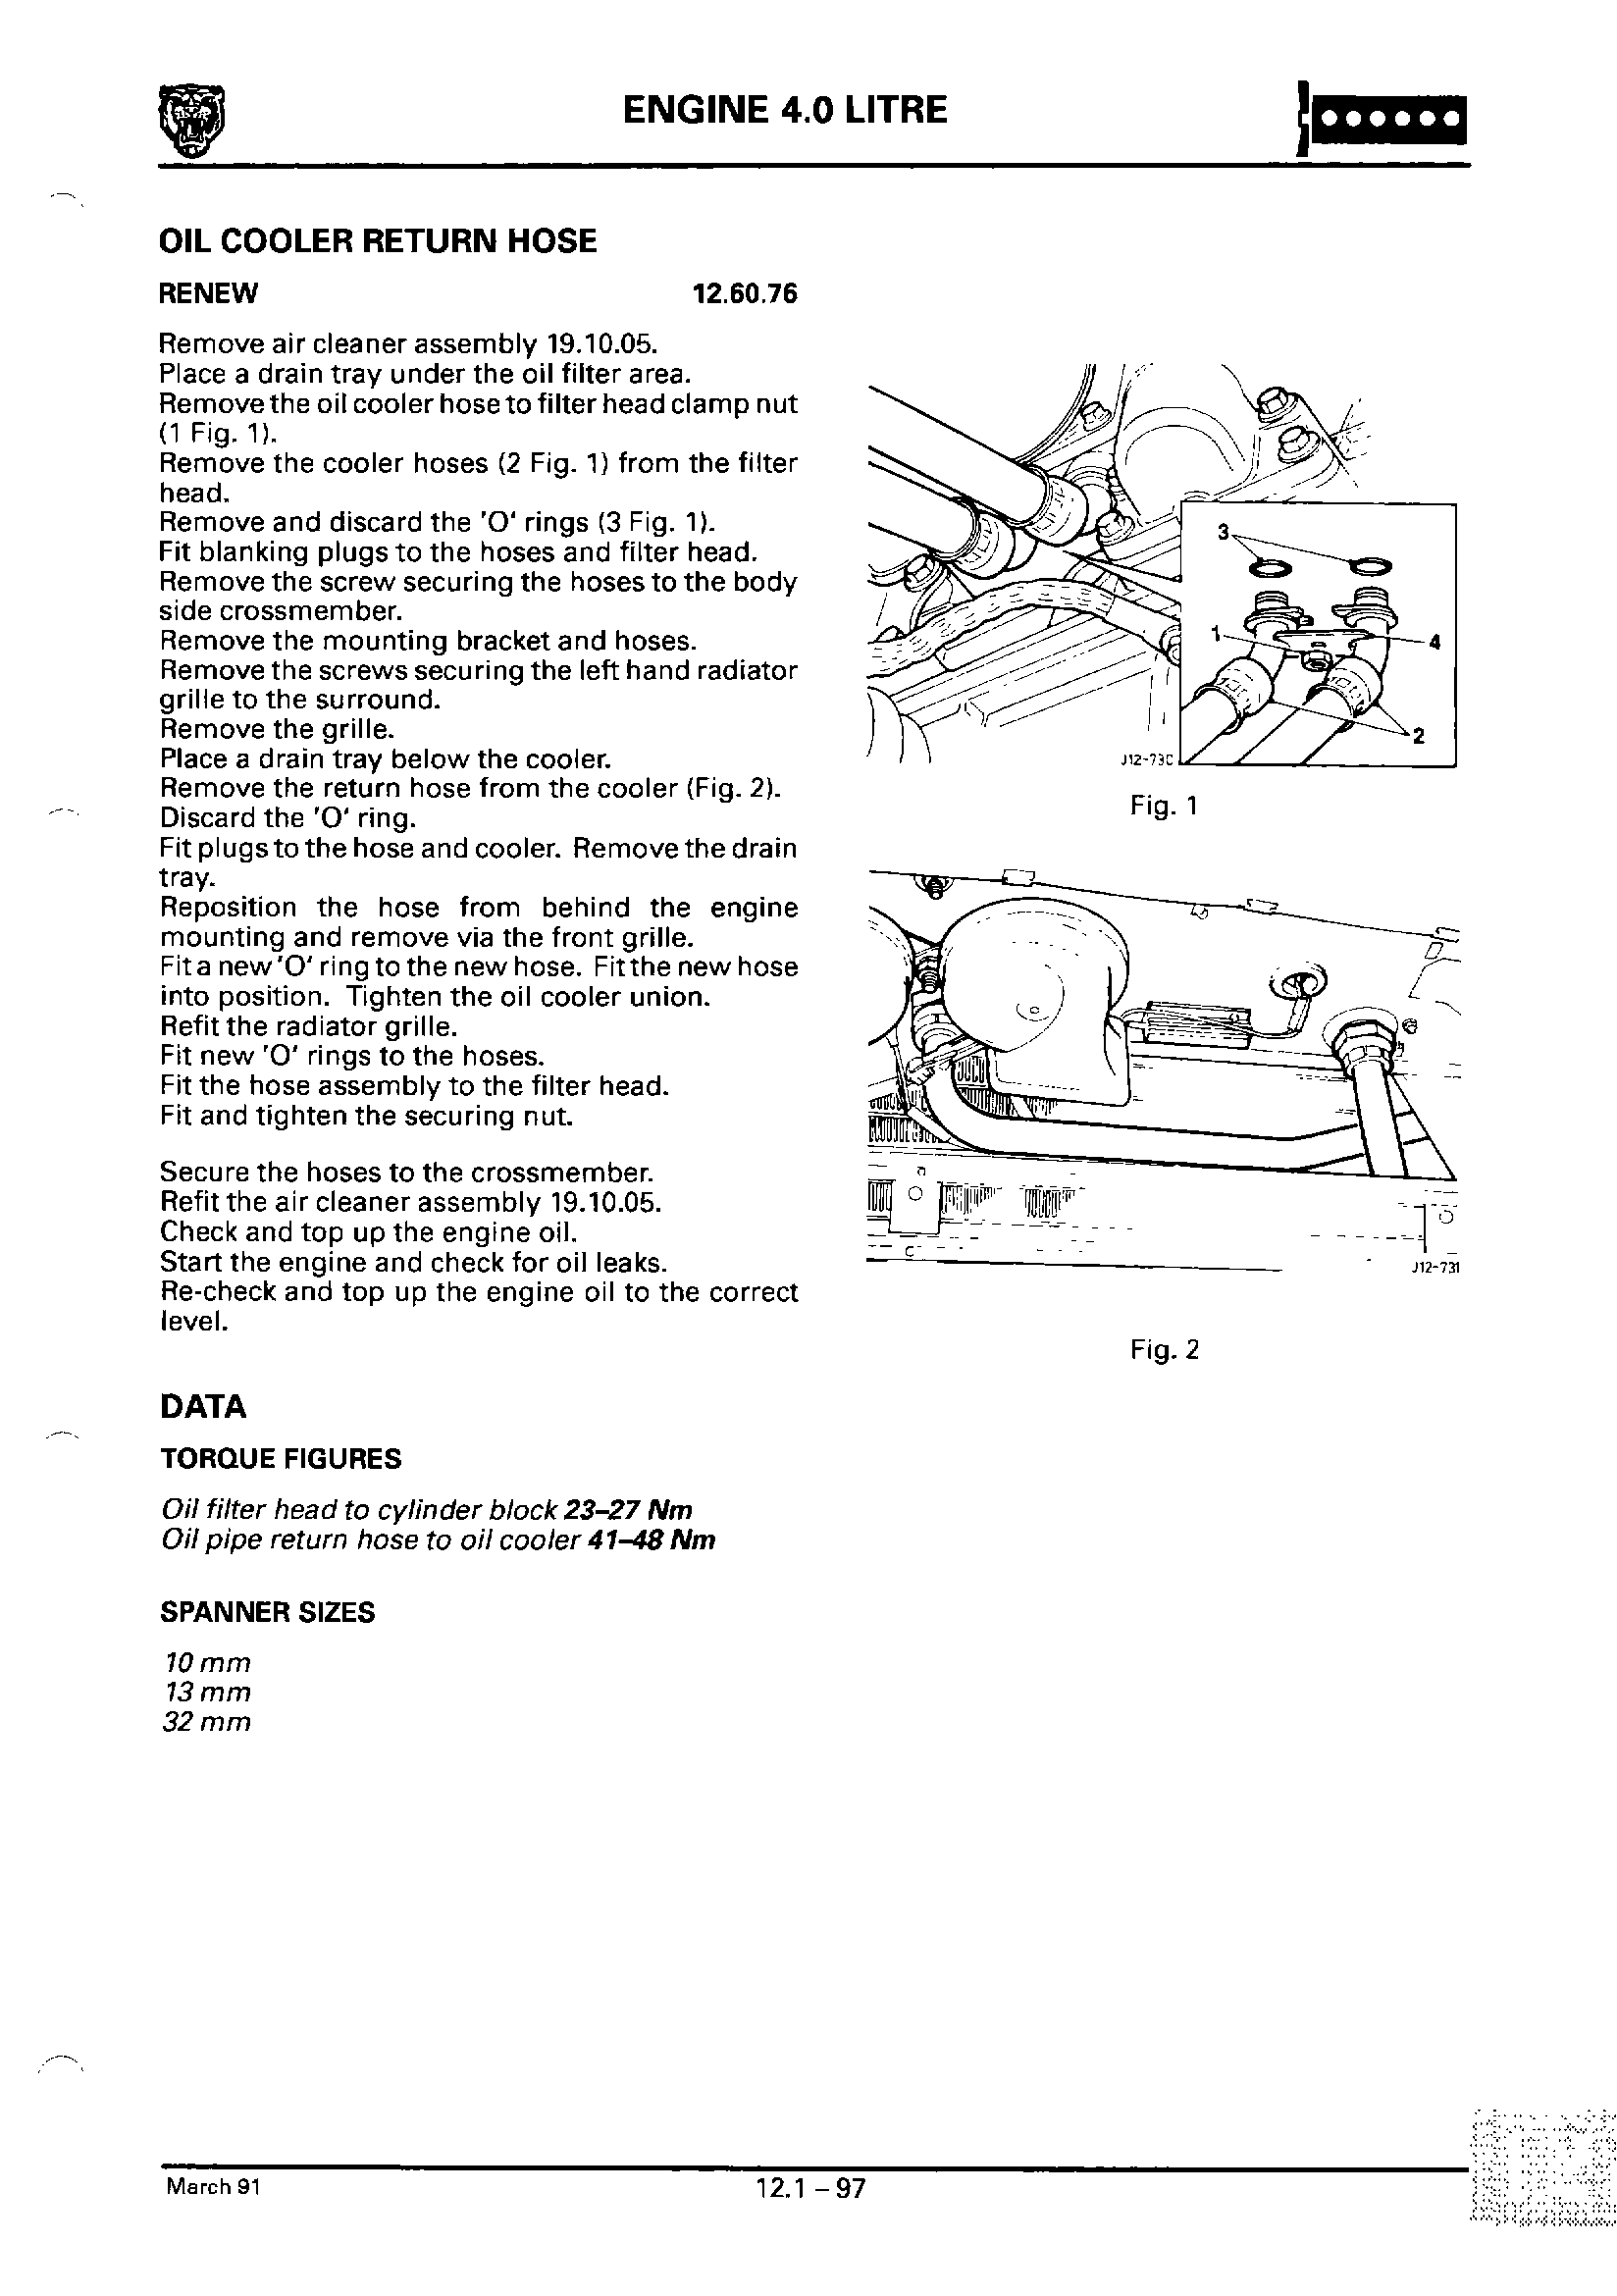 ENGINE 4.0 LITRE
OIL COOLER RETURN HOSE
RENEW 12.60.76
Remove air cleaner assembly 19.10.05.
Place a drain tray under the oil filter area.
Remove the oil cooler hose to filter head clamp nut
(1 Fig. 1).
Remove the cooler hoses (2 Fig. 1) from the filter
head.
Remove and discard the 'O' rings (3 Fig. 1).
Fit blanking plugs to the hoses and filter head.
Remove the screw securing the hoses to the body
side crossmember.
Remove the mounting bracket and hoses.
Remove the screws securing the left hand radiator
grille to the surround.
Remove the grille.
Place a drain tray below the cooler.
Remove the return hose from the cooler (Fig. 2).
Discard the 'O' ring.
Fit plugs to the hose and cooler. Remove the drain
tray.
Reposition the hose from behind the engine
mounting and remove via the front grille.
Fit a new 'O' ring to the new hose. Fit the new hose
into position. Tighten the oil cooler union.
Refit the radiator grille.
Fit new 'O' rings to the hoses.
Fit the hose assembly to the filter head.
Fit and tighten the securing nut.
Secure the hoses to the crossmember.
Refit the air cleaner assembly 19.10.05.
Check and top up the engine oil.
Start the engine and check for oil leaks.
Re-check and top up the engine oil to the correct
level.
DATA
TORQUE FIGURES
Oil filter head to cylinder block 23–27 Nm
Oil pipe return hose to oil cooler 41–48 Nm
SPANNER SIZES
10 mm
13 mm
32 mm
3
1
4
2
J12-73C
Fig. 1
J12-731
Fig. 2
March 91
12.1 – 97